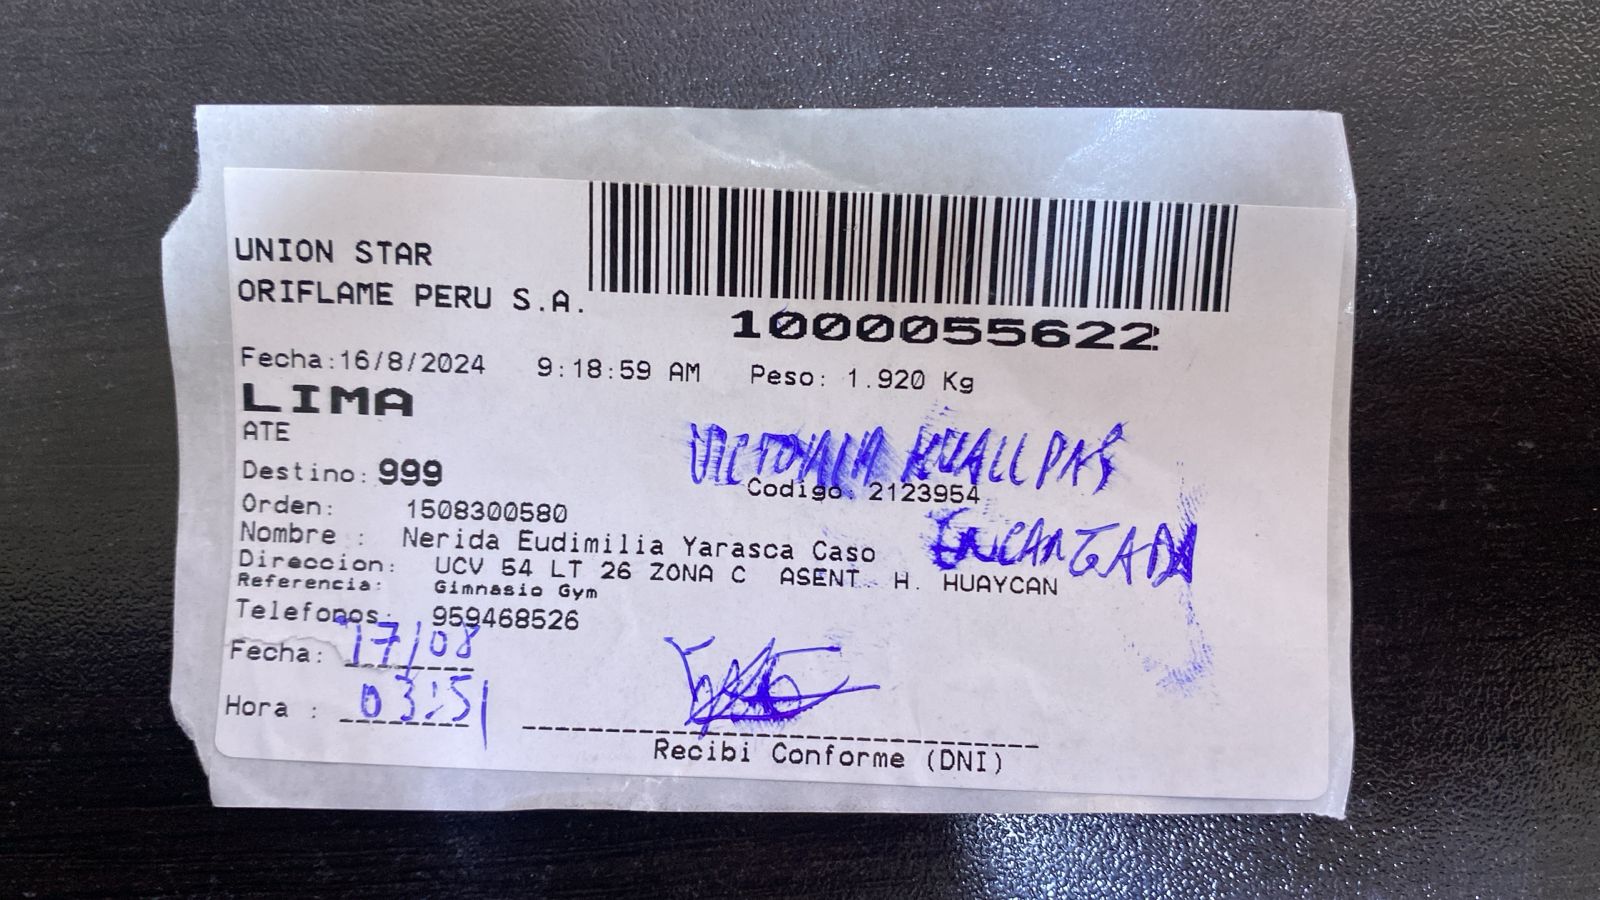 UNION STAR
ORIFLAME PERU S.A.
1000055622
Fecha:16/8/2024 9:18:59 AM Peso: 1.920 Kg
LIMA
ATE
Destino: 999
Codigo: 2123954
Orden: 1508300580
Nombre : Nerida Eudimilia Yarasca Caso
ENCARGADA
Direccion: UCV 54 LT 26 ZONA C ASENT. H. HUAYCAN
Referencia: Gimnasio Gym
Telefonos: 959468526
Fecha: 17/08
Hora : 03:51
Recibi Conforme (DNI)